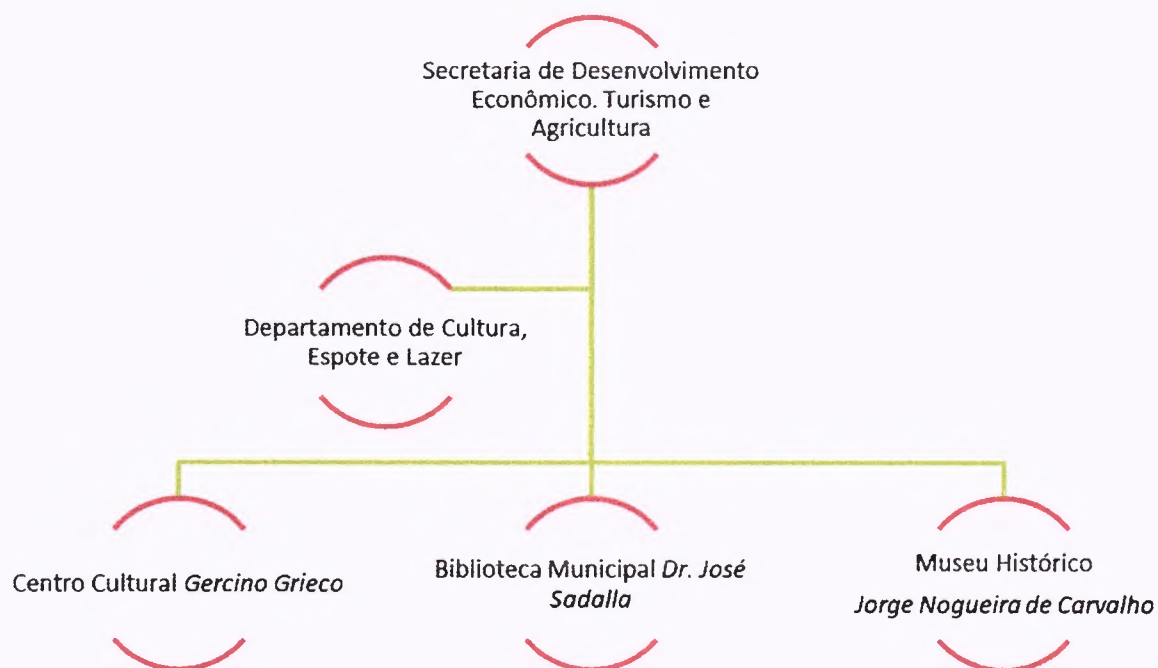 Secretaria de Desenvolvimento
Econômico. Turismo e
Agricultura
Departamento de Cultura,
Espote e Lazer
Centro Cultural Gercino Grieco
Biblioteca Municipal Dr. José
Sadalla
Museu Histórico
Jorge Nogueira de Carvalho